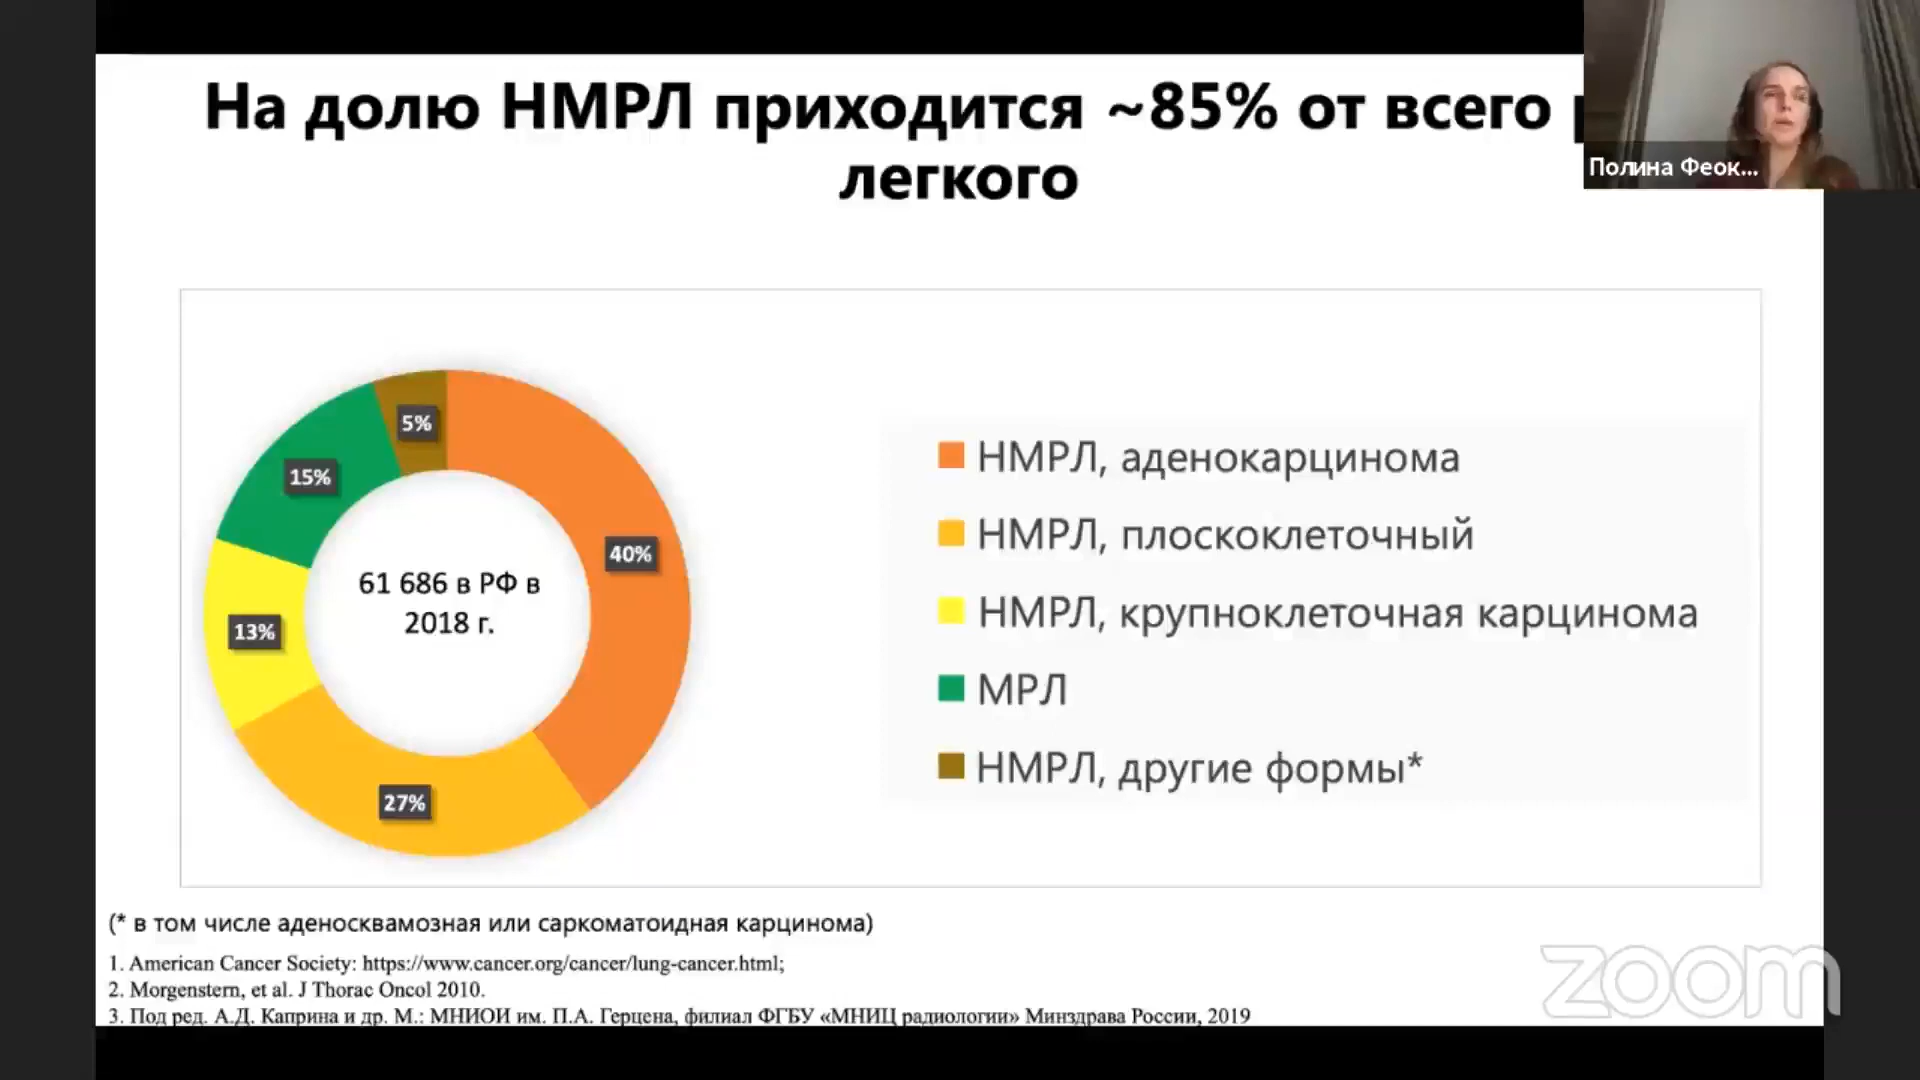 На долю НМРЛ приходится ~85% от всего
легкого
Полина Феок...
5%
15%
40%
13%
27%
61 686 в РФ в
2018 г.
НМРЛ, аденокарцинома
НМРЛ, плоскоклеточный
НМРЛ, крупноклеточная карцинома
МРЛ
НМРЛ, другие формы*
(* в том числе аденосквамозная или саркоматоидная карцинома)
1. American Cancer Society: https://www.cancer.org/cancer/lung-cancer.html;
2. Morgenstern, et al. J Thorac Oncol 2010.
3. Под ред. А.Д. Каприна и др. М.: МНИОИ им. П.А. Герцена, филиал ФГБУ «МНИЦ радиологии» Минздрава России, 2019
zoom